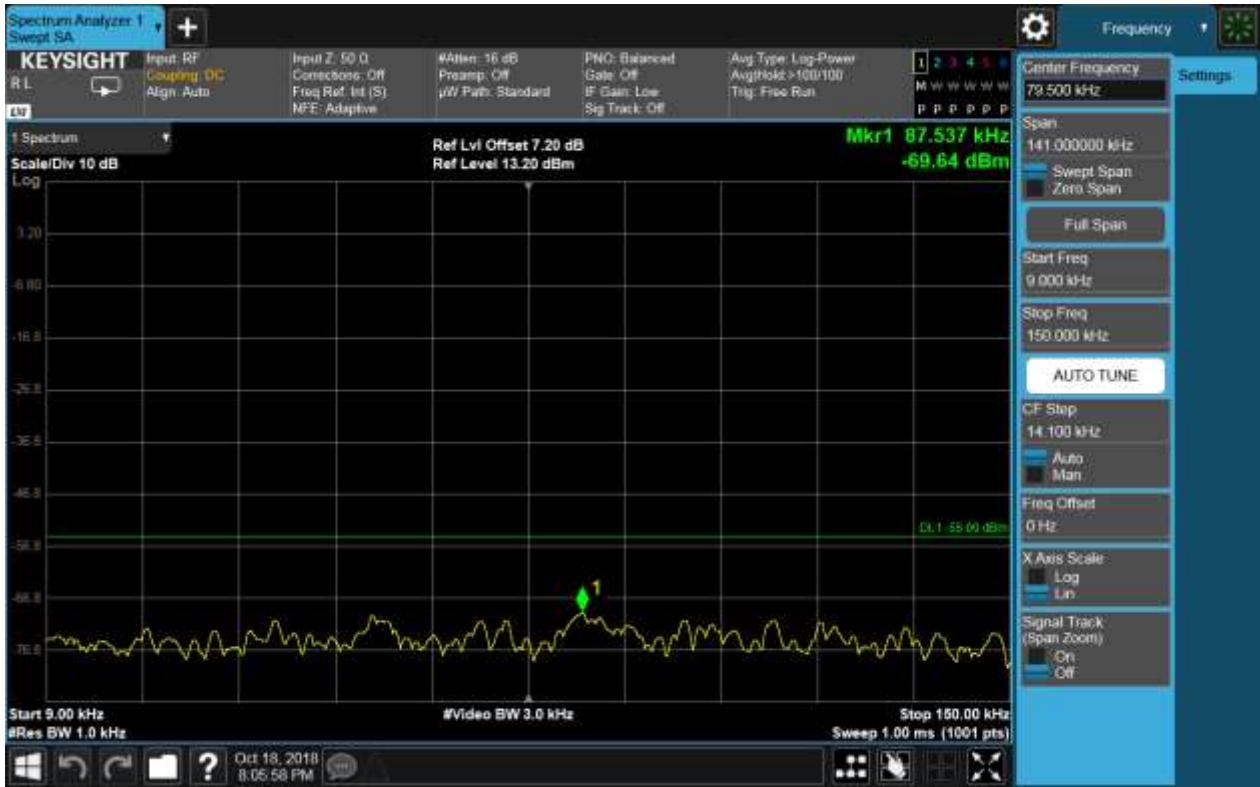 Spectrum Analyzer 1
Swept SA
Frequency
KEYSIGHT
R L
Input: RF
Coupling: DC
Align: Auto
Input Z: 50 Ω
Corrections: Off
Freq Ref: Int (S)
NFE: Adaptive
#Atten: 16 dB
Preamp: Off
µW Path: Standard
PNO: Balanced
Gate: Off
IF Gain: Low
Sig Track: Off
Avg Type: Log-Power
Avg|Hold:>100/100
Trig: Free Run
1 2 3 4 5 6
M W W W W W
P P P P P P
1 Spectrum
Scale/Div 10 dB
Log
Ref Lvl Offset 7.20 dB
Ref Level 13.20 dBm
Mkr1 87.537 kHz
-69.64 dBm
3.20
-6.80
-16.8
-26.8
-36.8
-46.8
DL1 -55.00 dBm
-56.8
1
-66.8
-76.8
Start 9.00 kHz
#Res BW 1.0 kHz
#Video BW 3.0 kHz
Stop 150.00 kHz
Sweep 1.00 ms (1001 pts)
?
Oct 18, 2018
8:05:58 PM
Center Frequency
79.500 kHz
Settings
Span
141.000000 kHz
Swept Span
Zero Span
Full Span
Start Freq
9.000 kHz
Stop Freq
150.000 kHz
AUTO TUNE
CF Step
14.100 kHz
Auto
Man
Freq Offset
0 Hz
X Axis Scale
Log
Lin
Signal Track
(Span Zoom)
On
Off